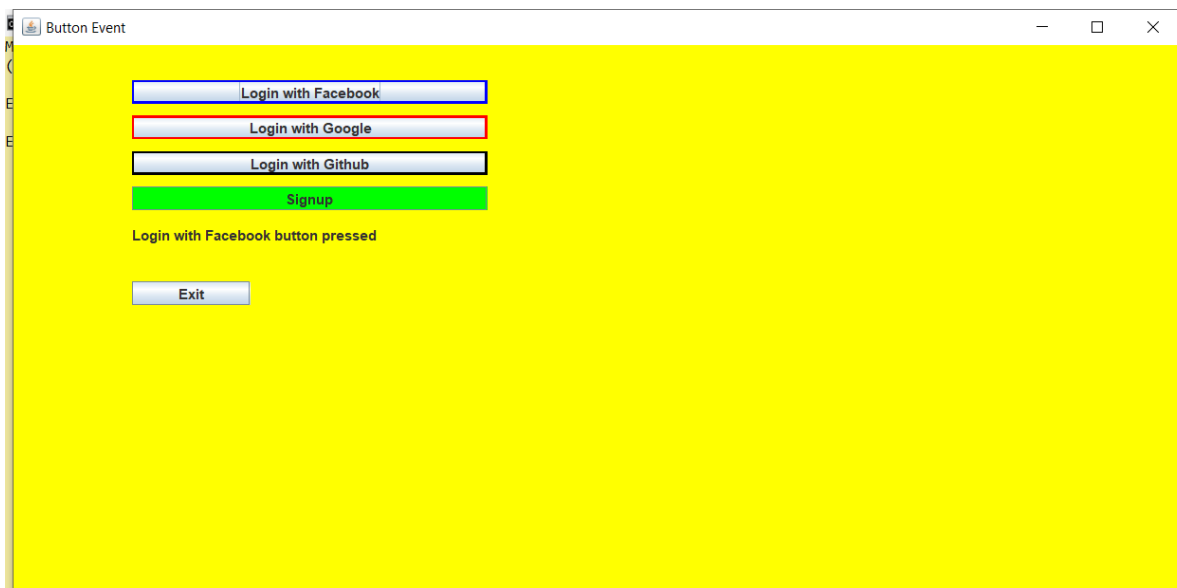 Button Event
Login with Facebook
Login with Google
Login with Github
Signup
Login with Facebook button pressed
Exit